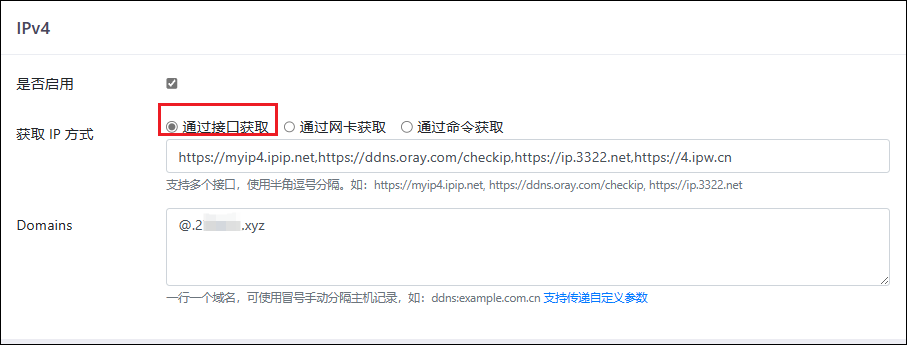 IPv4
是否启用
获取 IP 方式
通过接口获取 通过网卡获取 通过命令获取
https://myip4.ipip.net,https://ddns.oray.com/checkip,https://ip.3322.net,https://4.ipw.cn
支持多个接口，使用半角逗号分隔。如：https://myip4.ipip.net, https://ddns.oray.com/checkip, https://ip.3322.net
Domains
@.2 .xyz
一行一个域名，可使用冒号手动分隔主机记录，如：ddns:example.com.cn 支持传递自定义参数